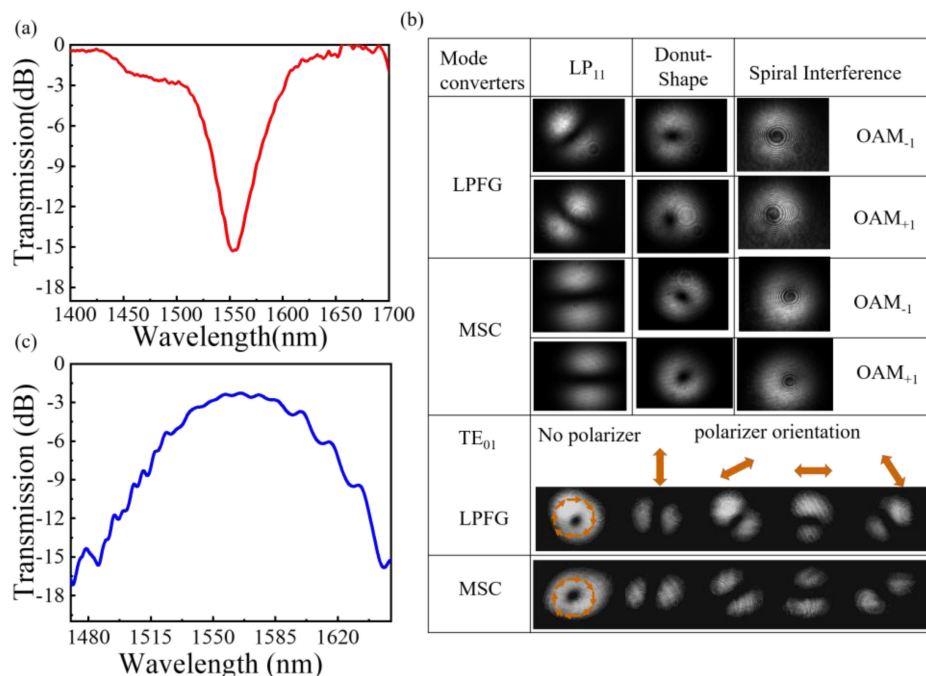 (a)
0
-3
-6
-9
-12
-15
-18
Transmission(dB)
1400 1450 1500 1550 1600 1650 1700
Wavelength(nm)
(c)
0
-3
-6
-9
-12
-15
-18
Transmission (dB)
1480 1515 1550 1585 1620
Wavelength (nm)
(b)
Mode
converters
LP₁₁
Donut-
Shape
Spiral Interference
LPFG
OAM₋₁
OAM₊₁
MSC
OAM₋₁
OAM₊₁
TE₀₁
No polarizer
polarizer orientation
LPFG
MSC